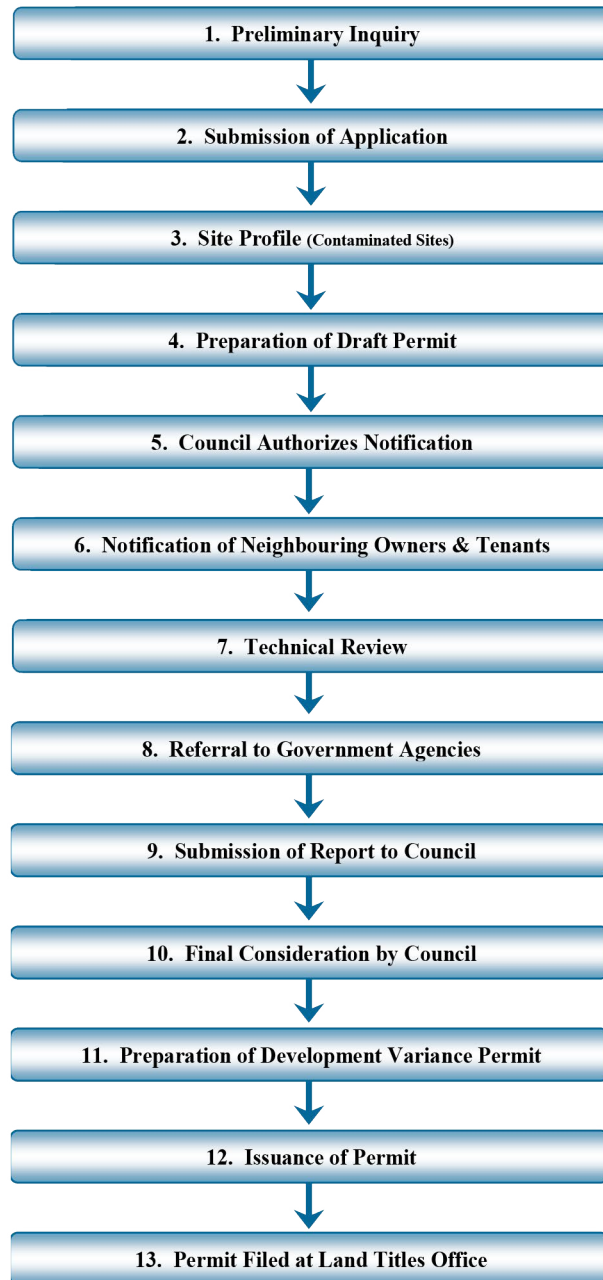 1. Preliminary Inquiry
2. Submission of Application
3. Site Profile (Contaminated Sites)
4. Preparation of Draft Permit
5. Council Authorizes Notification
6. Notification of Neighbouring Owners & Tenants
7. Technical Review
8. Referral to Government Agencies
9. Submission of Report to Council
10. Final Consideration by Council
11. Preparation of Development Variance Permit
12. Issuance of Permit
13. Permit Filed at Land Titles Office